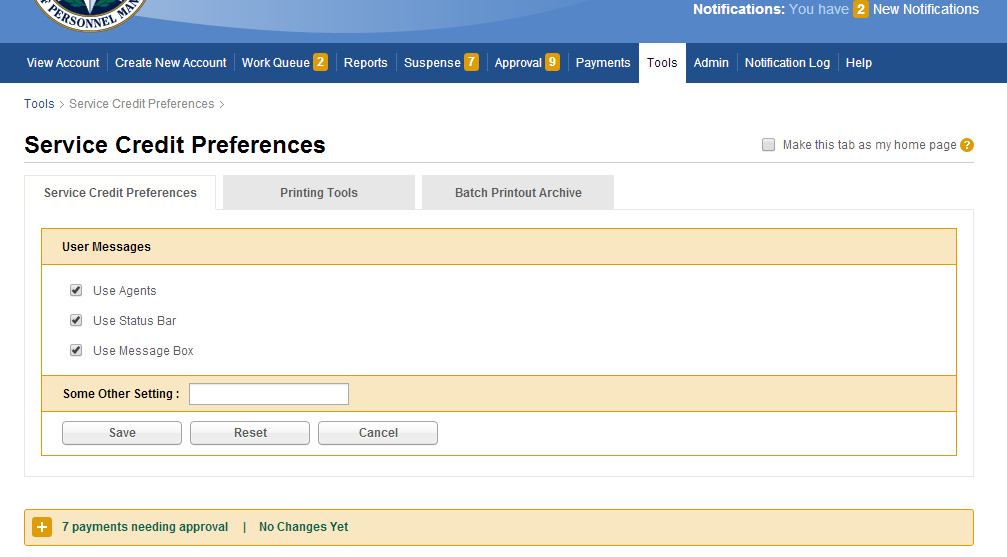 F PERSONNEL MAN
Notifications: You have 2 New Notifications
View Account Create New Account Work Queue 2 Reports Suspense 7 Approval 9 Payments Tools Admin Notification Log Help
Tools > Service Credit Preferences >
Service Credit Preferences
Make this tab as my home page ?
Service Credit Preferences Printing Tools Batch Printout Archive
User Messages
Use Agents
Use Status Bar
Use Message Box
Some Other Setting :
Save Reset Cancel
+ 7 payments needing approval | No Changes Yet